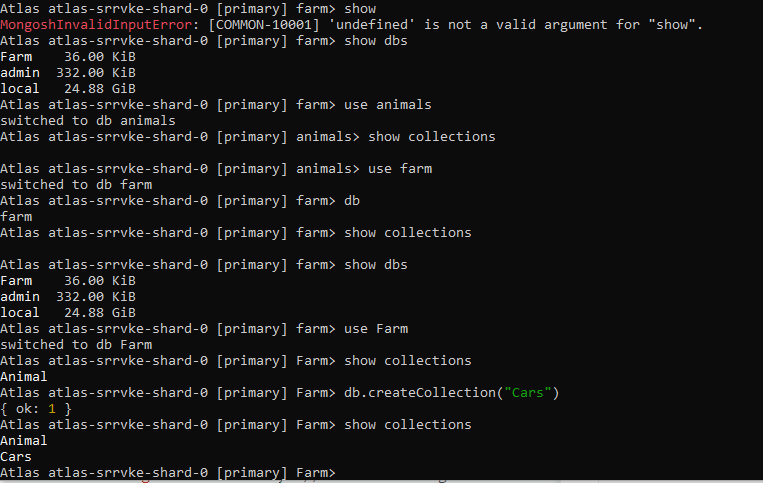 Atlas atlas-srrvke-shard-0 [primary] farm> show
MongoshInvalidInputError: [COMMON-10001] 'undefined' is not a valid argument for "show".
Atlas atlas-srrvke-shard-0 [primary] farm> show dbs
Farm    36.00 KiB
admin  332.00 KiB
local   24.88 GiB
Atlas atlas-srrvke-shard-0 [primary] farm> use animals
switched to db animals
Atlas atlas-srrvke-shard-0 [primary] animals> show collections

Atlas atlas-srrvke-shard-0 [primary] animals> use farm
switched to db farm
Atlas atlas-srrvke-shard-0 [primary] farm> db
farm
Atlas atlas-srrvke-shard-0 [primary] farm> show collections

Atlas atlas-srrvke-shard-0 [primary] farm> show dbs
Farm    36.00 KiB
admin  332.00 KiB
local   24.88 GiB
Atlas atlas-srrvke-shard-0 [primary] farm> use Farm
switched to db Farm
Atlas atlas-srrvke-shard-0 [primary] Farm> show collections
Animal
Atlas atlas-srrvke-shard-0 [primary] Farm> db.createCollection("Cars")
{ ok: 1 }
Atlas atlas-srrvke-shard-0 [primary] Farm> show collections
Animal
Cars
Atlas atlas-srrvke-shard-0 [primary] Farm>